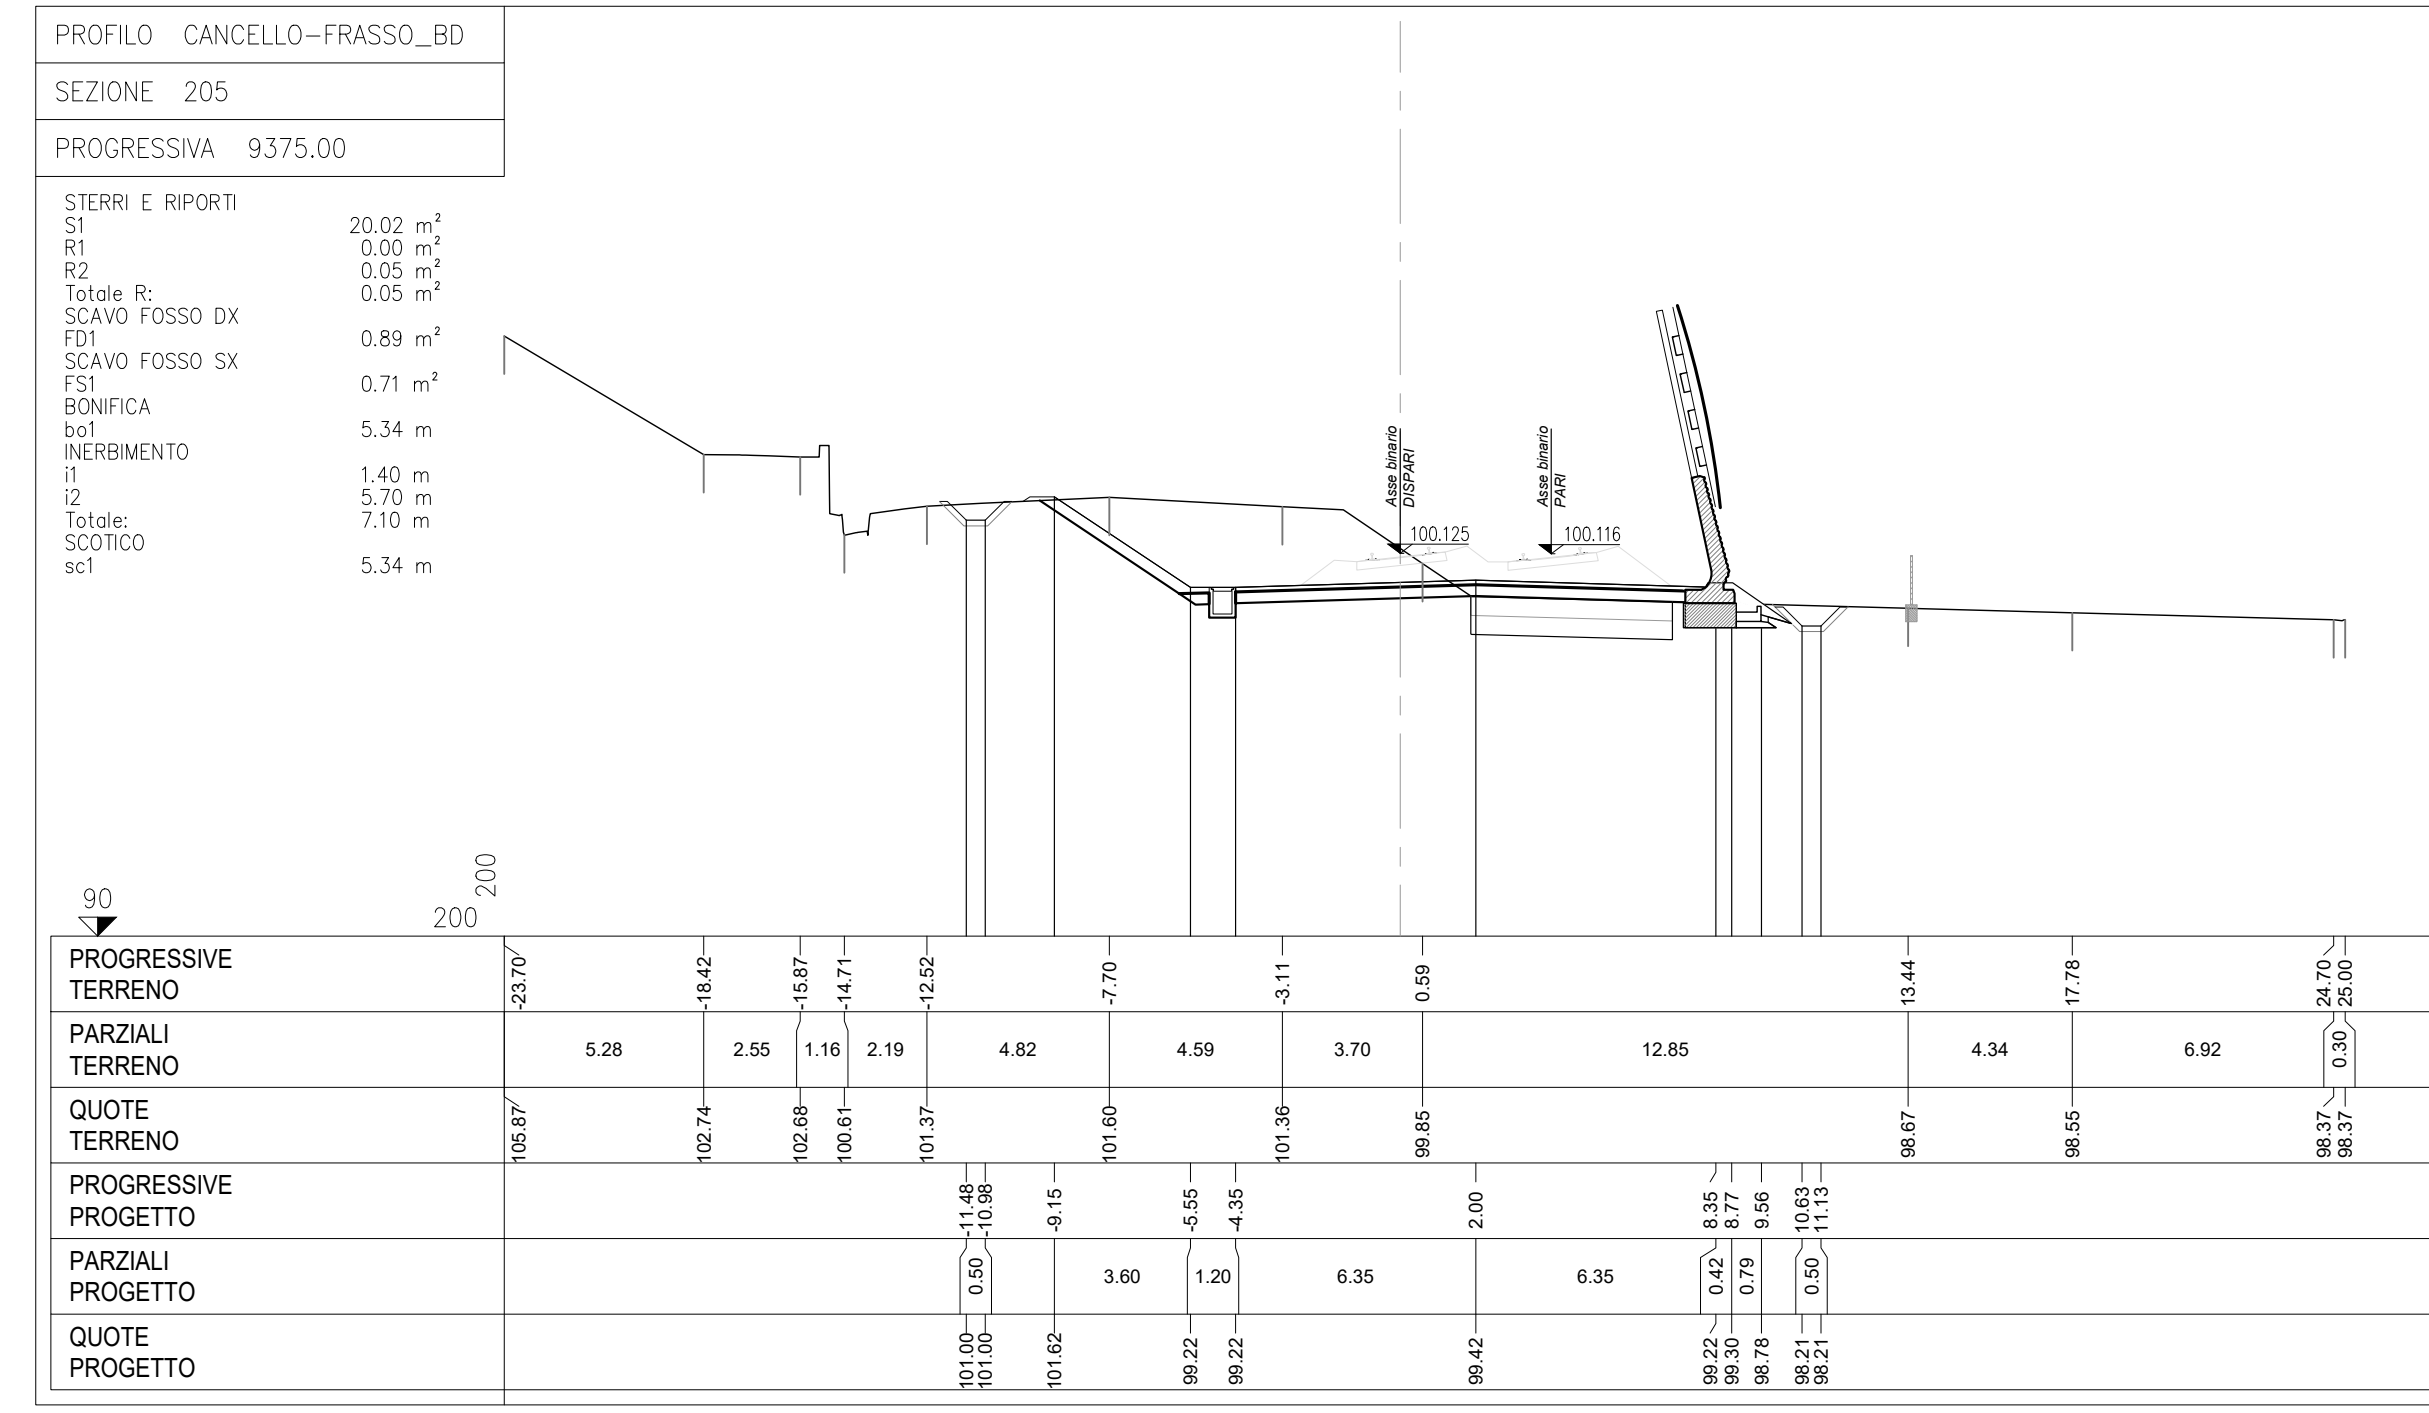 PROFILO CANCELLO-FRASSO_BD
SEZIONE 205
PROGRESSIVA 9375.00
STERRI E RIPORTI
S1 20.02 m²
R1 0.00 m²
R2 0.05 m²
Totale R: 0.05 m²
SCAVO FOSSO DX
FD1 0.89 m²
SCAVO FOSSO SX
FS1 0.71 m²
BONIFICA
bo1 5.34 m
INERBIMENTO
i1 1.40 m
i2 5.70 m
Totale: 7.10 m
SCOTICO
sc1 5.34 m
Asse binario
DISPARI
100.125
Asse binario
PARI
100.116
90
200
200
PROGRESSIVE
TERRENO
-23.70 -18.42 -15.87 -14.71 -12.52 -7.70 -3.11 0.59 13.44 17.78 24.70 25.00
PARZIALI
TERRENO
5.28 2.55 1.16 2.19 4.82 4.59 3.70 12.85 4.34 6.92 0.30
QUOTE
TERRENO
105.87 102.74 102.68 100.61 101.37 101.60 101.36 99.85 98.67 98.55 98.37 98.37
PROGRESSIVE
PROGETTO
-11.48 -10.98 -9.15 -5.55 -4.35 2.00 8.35 8.77 9.56 10.63 11.13
PARZIALI
PROGETTO
0.50 3.60 1.20 6.35 6.35 0.42 0.79 0.50
QUOTE
PROGETTO
101.00 101.00 101.62 99.22 99.22 99.42 99.22 99.30 98.78 98.21 98.21